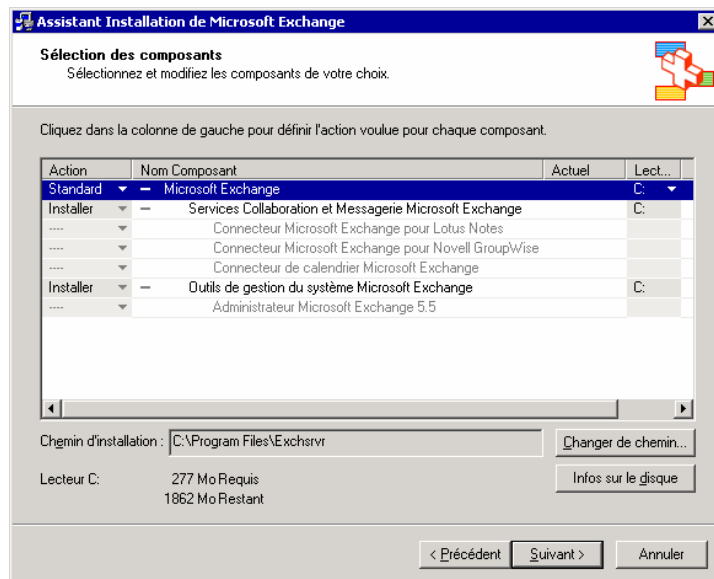 Assistant Installation de Microsoft Exchange
Sélection des composants
Sélectionnez et modifiez les composants de votre choix.
Cliquez dans la colonne de gauche pour définir l'action voulue pour chaque composant.
Action Nom Composant Actuel Lect...
Standard Microsoft Exchange C:
Installer Services Collaboration et Messagerie Microsoft Exchange C:
---- Connecteur Microsoft Exchange pour Lotus Notes
---- Connecteur Microsoft Exchange pour Novell GroupWise
---- Connecteur de calendrier Microsoft Exchange
Installer Outils de gestion du système Microsoft Exchange C:
---- Administrateur Microsoft Exchange 5.5
Chemin d'installation : C:\Program Files\Exchsrvr Changer de chemin...
Lecteur C: 277 Mo Requis Infos sur le disque
1862 Mo Restant
< Précédent Suivant > Annuler